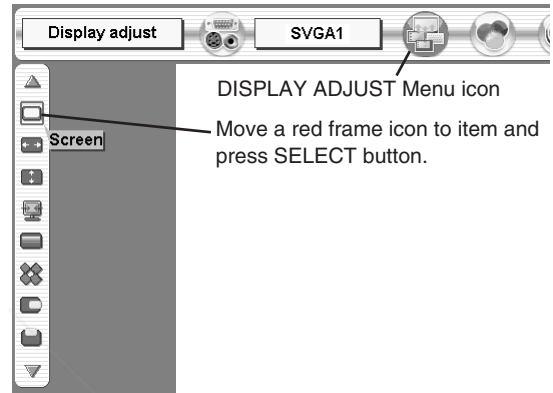 Display adjust
SVGA1
DISPLAY ADJUST Menu icon
Move a red frame icon to item and
press SELECT button.
Screen